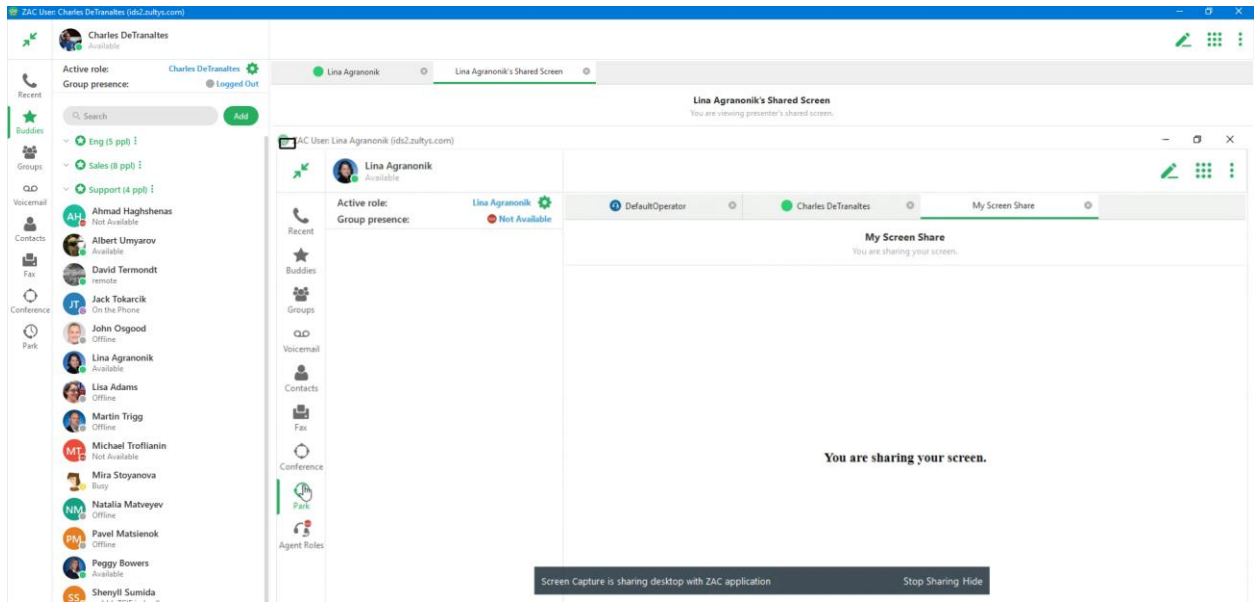 ZAC User: Charles DeTranaltes (ids2.zultys.com)
Charles DeTranaltes
Available
Active role: Charles DeTranaltes
Group presence: Logged Out
Search
Add
Recent
Buddies
Groups
Voicemail
Contacts
Fax
Conference
Park
Eng (5 ppl)
Sales (8 ppl)
Support (4 ppl)
AH
Ahmad Haghshenas
Not Available
Albert Umyarov
Available
David Termondt
remote
JT
Jack Tokarcik
On the Phone
John Osgood
Offline
Lina Agranonik
Available
Lisa Adams
Offline
Martin Trigg
Offline
MT
Michael Troflianin
Not Available
Mira Stoyanova
Busy
NM
Natalia Matveyev
Offline
PM
Pavel Matsienok
Offline
Peggy Bowers
Available
SS
Shenyll Sumida
Lina Agranonik
Lina Agranonik's Shared Screen
Lina Agranonik's Shared Screen
You are viewing presenter's shared screen.
ZAC User: Lina Agranonik (ids2.zultys.com)
Lina Agranonik
Available
Active role: Lina Agranonik
Group presence: Not Available
Recent
Buddies
Groups
Voicemail
Contacts
Fax
Conference
Park
Agent Roles
DefaultOperator
Charles DeTranaltes
My Screen Share
My Screen Share
You are sharing your screen.
You are sharing your screen.
Screen Capture is sharing desktop with ZAC application
Stop Sharing Hide